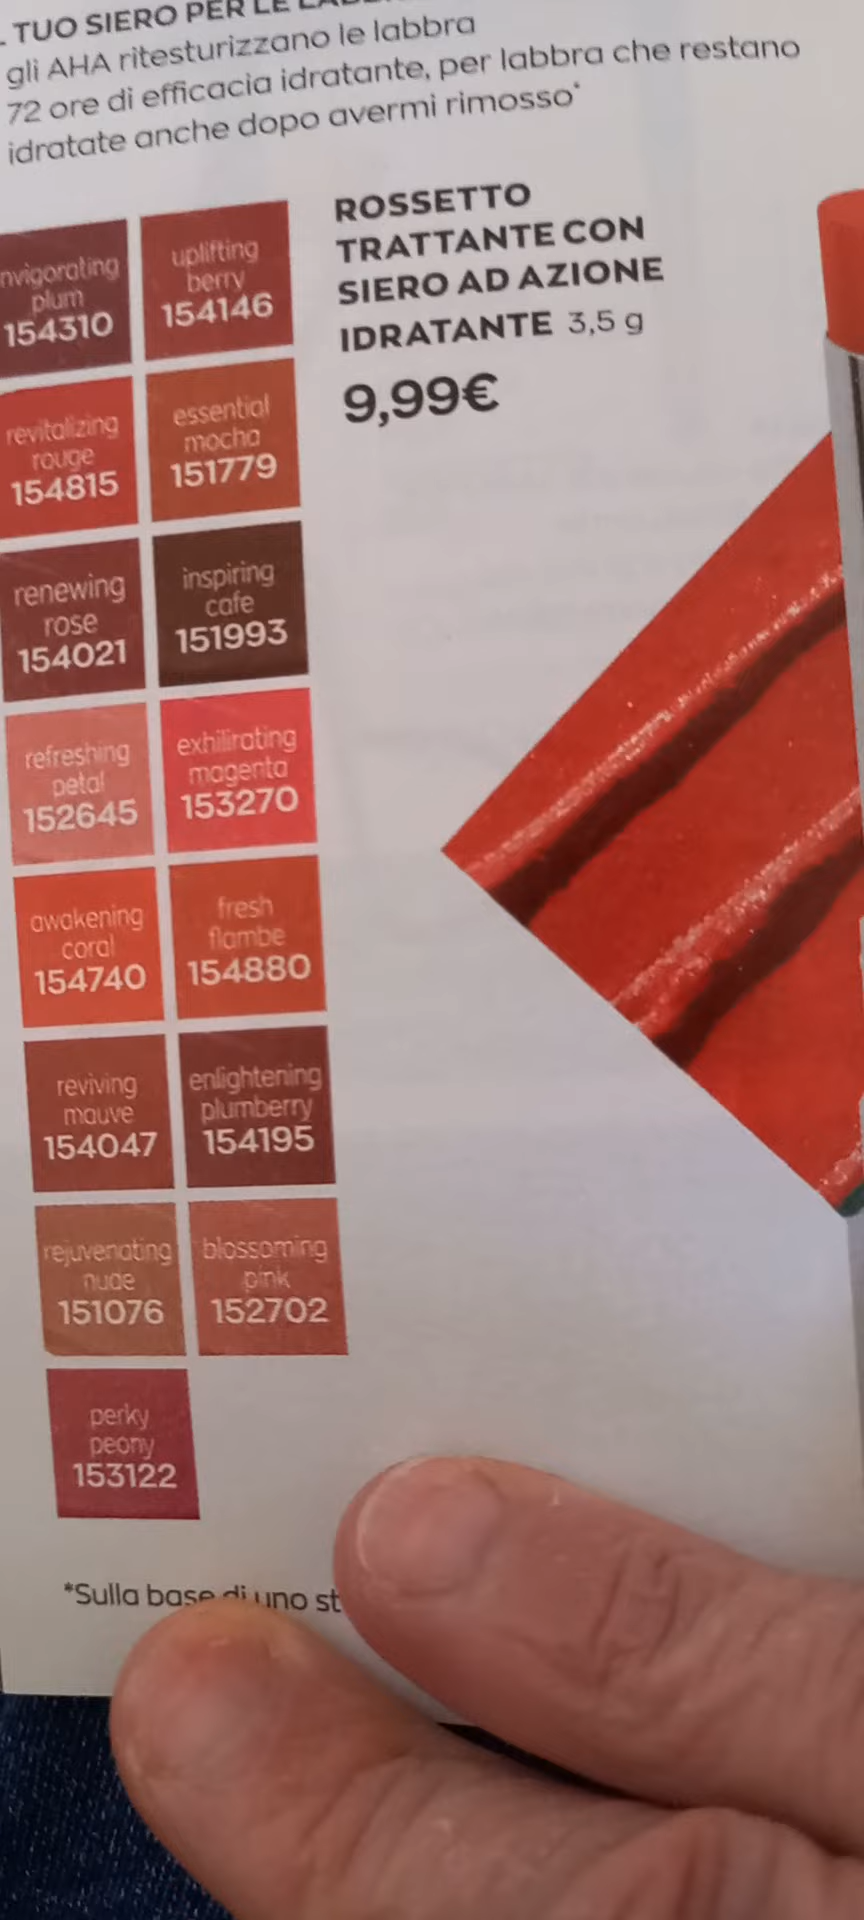 TUO SIERO PER LE
gli AHA ritesturizzano le labbra
72 ore di efficacia idratante, per labbra che restano
idratate anche dopo avermi rimosso*
ROSSETTO
TRATTANTE CON
SIERO AD AZIONE
IDRATANTE 3,5 g
9,99€
nvigorating
plum
154310
uplifting
berry
154146
revitalizing
rouge
154815
essential
mocha
151779
renewing
rose
154021
inspiring
cafe
151993
refreshing
petal
152645
exhilirating
magenta
153270
awakening
coral
154740
fresh
flambe
154880
reviving
mauve
154047
enlightening
plumberry
154195
rejuvenating
nude
151076
blossoming
pink
152702
perky
peony
153122
*Sulla base di uno st